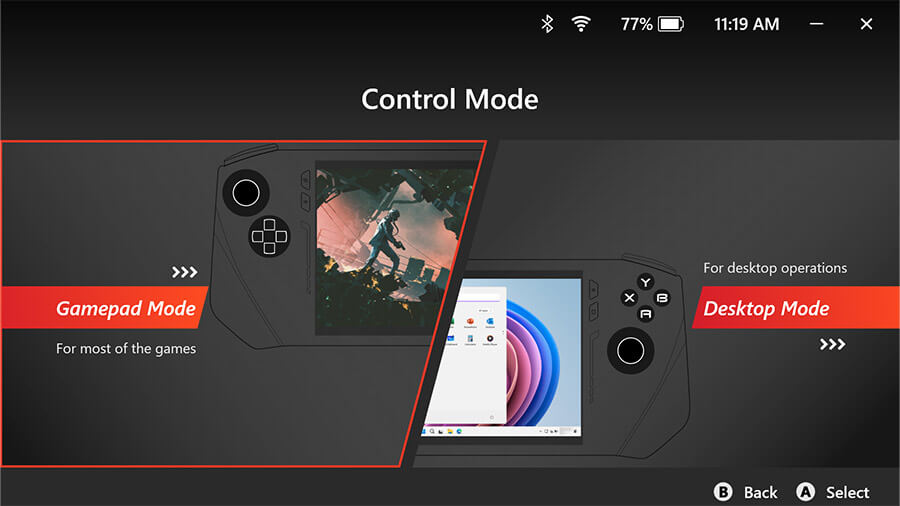 77% 11:19 AM
Control Mode
Gamepad Mode
For most of the games
Y
X B
A
For desktop operations
Desktop Mode
B Back A Select